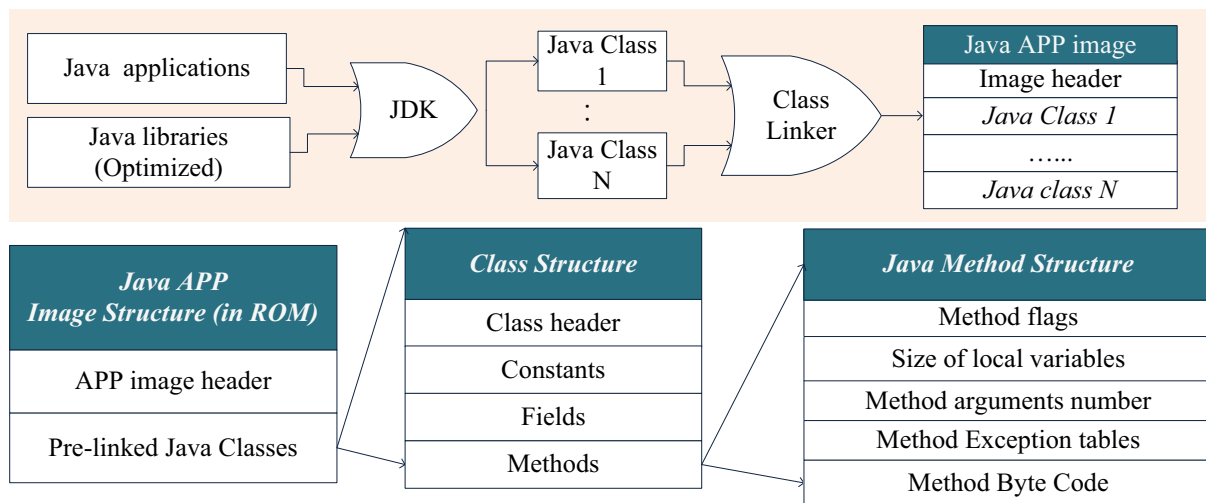 Java applications
Java libraries
(Optimized)
JDK
Java Class
1
:
Java Class
N
Class
Linker
Java APP image
Image header
Java Class 1
…...
Java class N
Java APP
Image Structure (in ROM)
APP image header
Pre-linked Java Classes
Class Structure
Class header
Constants
Fields
Methods
Java Method Structure
Method flags
Size of local variables
Method arguments number
Method Exception tables
Method Byte Code